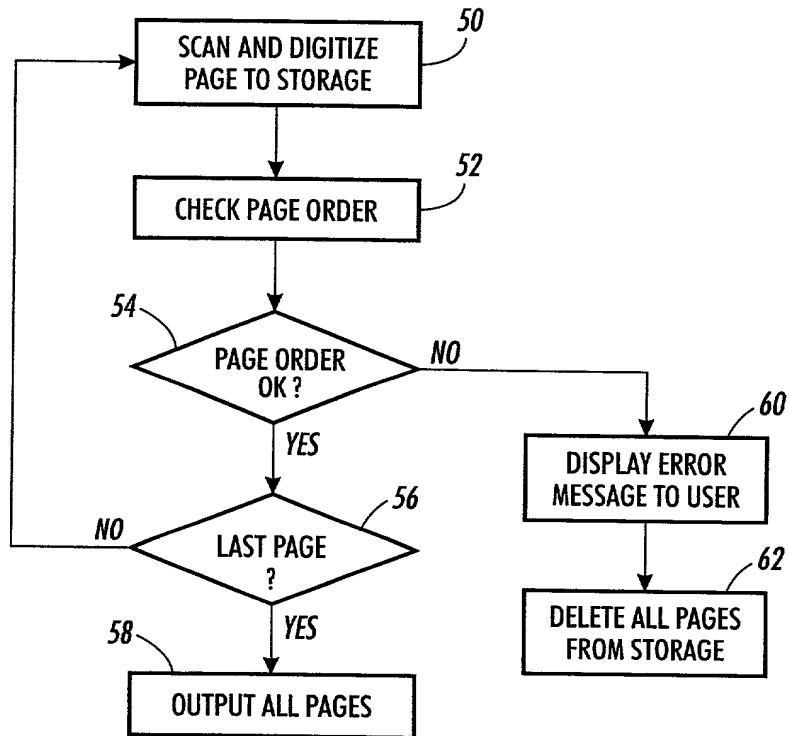 50
SCAN AND DIGITIZE
PAGE TO STORAGE
52
CHECK PAGE ORDER
54
PAGE ORDER
OK ?
NO
YES
60
DISPLAY ERROR
MESSAGE TO USER
56
LAST PAGE
?
NO
YES
62
DELETE ALL PAGES
FROM STORAGE
58
OUTPUT ALL PAGES